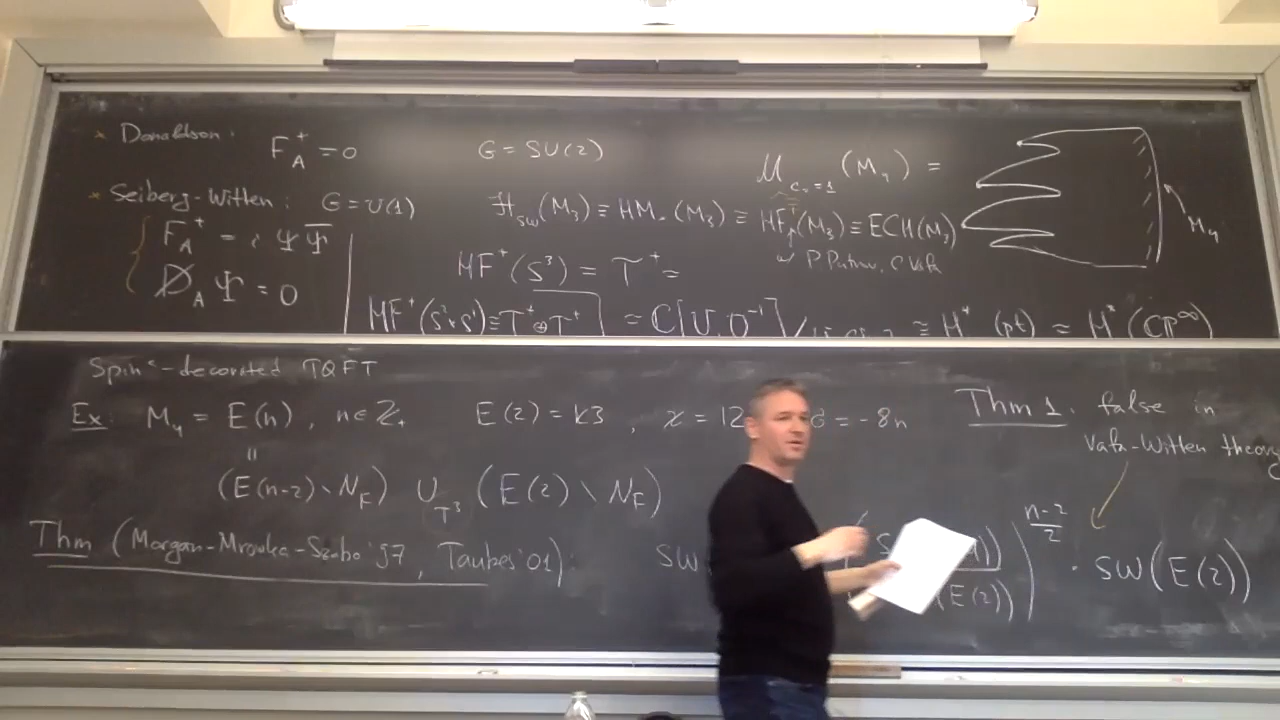 * Donaldson: F_A^+ = 0 G = SU(2) M_{c_2=1}(M_4) =
* Seiberg-Witten: G = U(1) H_SW(M_3) ≡ HM_*(M_3) ≡ HF^+(M_3) ≡ ECH(M_3) M_4
{ F_A^+ = i Ψ Ψ̄
w/ P. Putrov, C. Vafa
D̸_A Ψ = 0
HF^+(S^3) = T^+ =
HF^+(S^2×S^1) ≡ T^+ ⊕ T^+ = C[U, U^{-1}]/ ≅ H^*(pt) = H^*(CP^∞)
Spin^c-decorated TQFT
Ex: M_4 = E(n), n∈Z_+ E(2) = K3, χ = 12 = -8n
"
(E(n-2) \ N_F) ∪_{T^3} (E(2) \ N_F)
Thm 1. false in
Vafa-Witten theory
Thm (Morgan-Mrowka-Szabo '97, Taubes '01): SW (E(2)) )^{\frac{n-2}{2}} · SW(E(2))